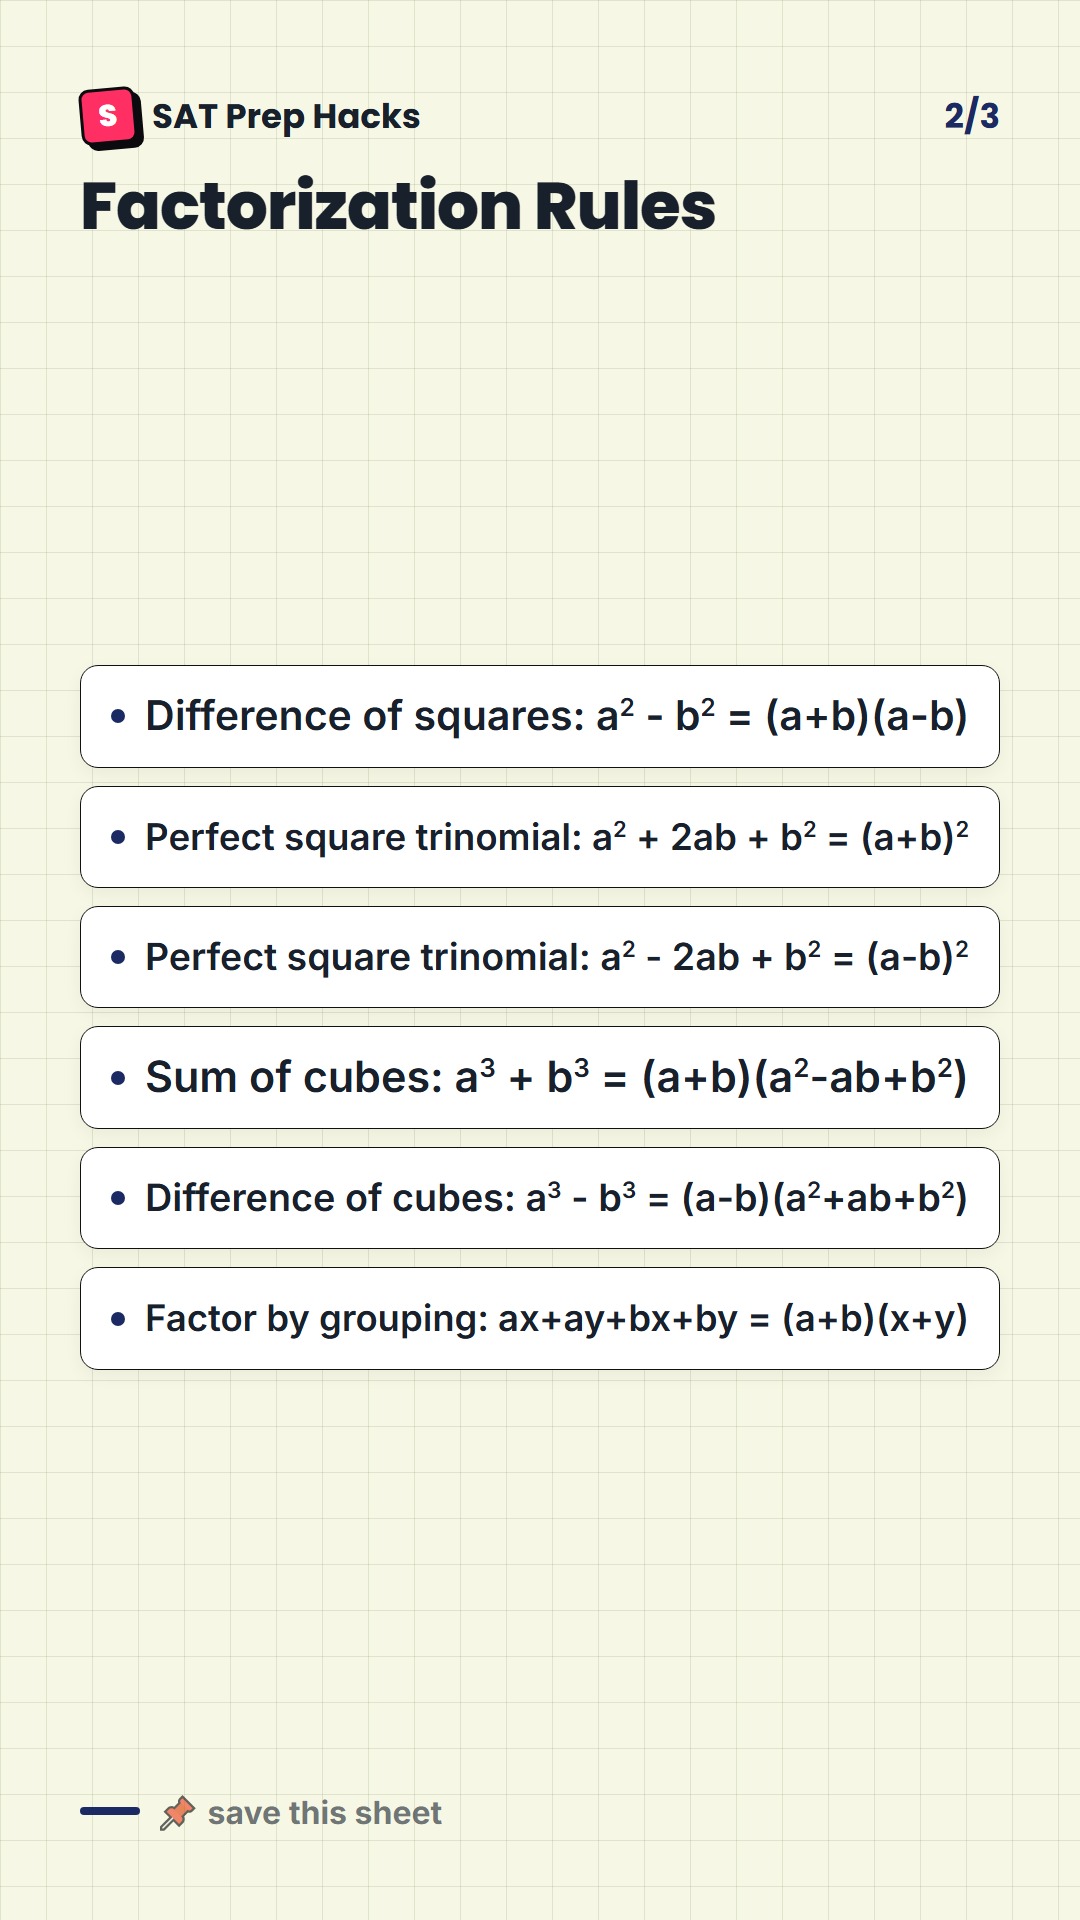 S SAT Prep Hacks 2/3
Factorization Rules
• Difference of squares: a² - b² = (a+b)(a-b)
• Perfect square trinomial: a² + 2ab + b² = (a+b)²
• Perfect square trinomial: a² - 2ab + b² = (a-b)²
• Sum of cubes: a³ + b³ = (a+b)(a²-ab+b²)
• Difference of cubes: a³ - b³ = (a-b)(a²+ab+b²)
• Factor by grouping: ax+ay+bx+by = (a+b)(x+y)
📌 save this sheet